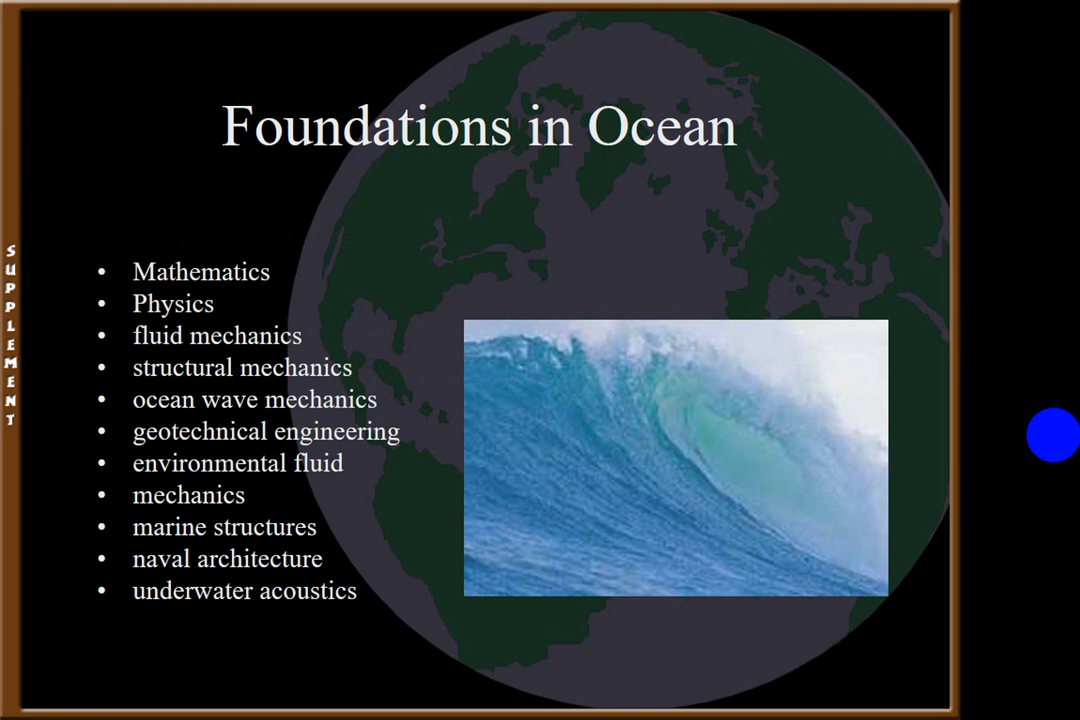 Foundations in Ocean
SUPPLEMENT
• Mathematics
• Physics
• fluid mechanics
• structural mechanics
• ocean wave mechanics
• geotechnical engineering
• environmental fluid
• mechanics
• marine structures
• naval architecture
• underwater acoustics